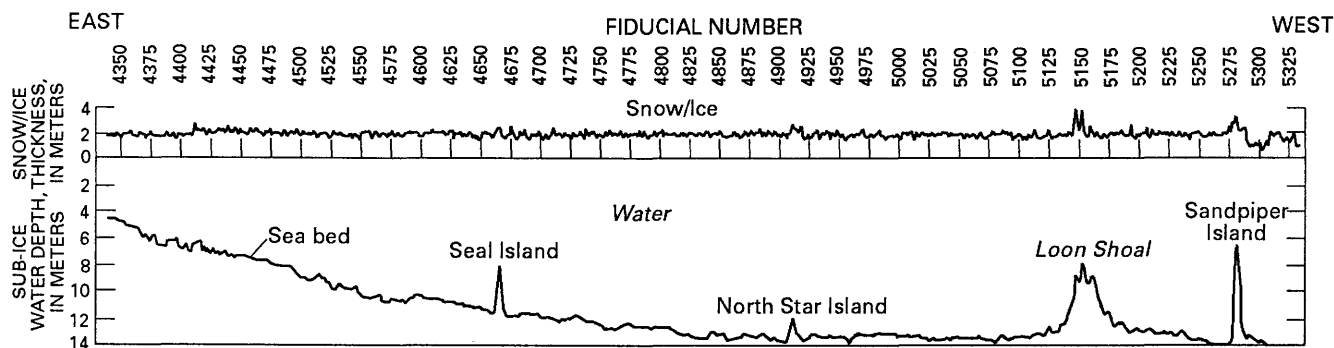 EAST
FIDUCIAL NUMBER
WEST
4350 4375 4400 4425 4450 4475 4500 4525 4550 4575 4600 4625 4650 4675 4700 4725 4750 4775 4800 4825 4850 4875 4900 4925 4950 4975 5000 5025 5050 5075 5100 5125 5150 5175 5200 5225 5250 5275 5300 5325
SNOW/ICE
THICKNESS,
IN METERS
4
2
0
Snow/Ice
SUB-ICE
WATER DEPTH,
IN METERS
2
4
6
8
10
12
14
Water
Sea bed
Seal Island
North Star Island
Loon Shoal
Sandpiper
Island